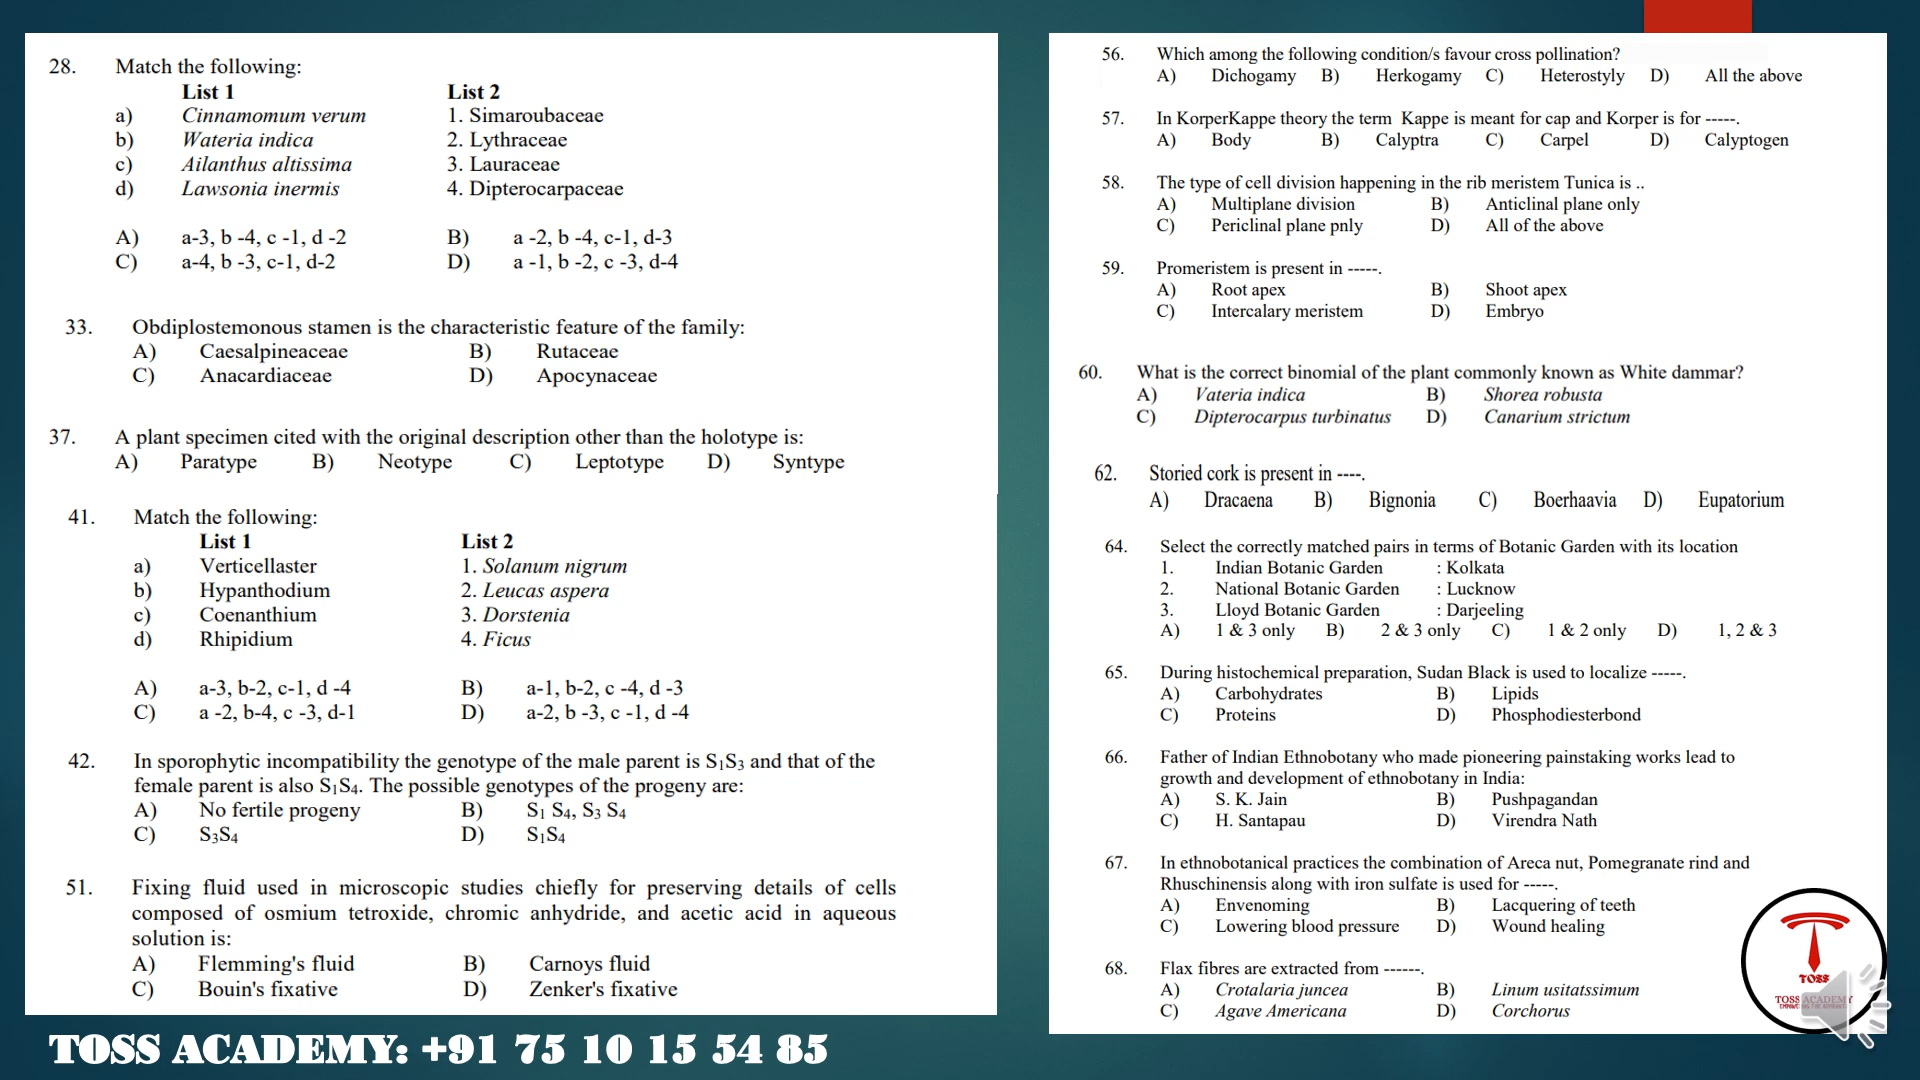 28. Match the following:
List 1 List 2
a) Cinnamomum verum 1. Simaroubaceae
b) Wateria indica 2. Lythraceae
c) Ailanthus altissima 3. Lauraceae
d) Lawsonia inermis 4. Dipterocarpaceae
A) a-3, b -4, c -1, d -2 B) a -2, b -4, c-1, d-3
C) a-4, b -3, c-1, d-2 D) a -1, b -2, c -3, d-4
33. Obdiplostemonous stamen is the characteristic feature of the family:
A) Caesalpineaceae B) Rutaceae
C) Anacardiaceae D) Apocynaceae
37. A plant specimen cited with the original description other than the holotype is:
A) Paratype B) Neotype C) Leptotype D) Syntype
41. Match the following:
List 1 List 2
a) Verticellaster 1. Solanum nigrum
b) Hypanthodium 2. Leucas aspera
c) Coenanthium 3. Dorstenia
d) Rhipidium 4. Ficus
A) a-3, b-2, c-1, d -4 B) a-1, b-2, c -4, d -3
C) a -2, b-4, c -3, d-1 D) a-2, b -3, c -1, d -4
42. In sporophytic incompatibility the genotype of the male parent is S₁S₃ and that of the
female parent is also S₁S₄. The possible genotypes of the progeny are:
A) No fertile progeny B) S₁ S₄, S₃ S₄
C) S₃S₄ D) S₁S₄
51. Fixing fluid used in microscopic studies chiefly for preserving details of cells
composed of osmium tetroxide, chromic anhydride, and acetic acid in aqueous
solution is:
A) Flemming's fluid B) Carnoys fluid
C) Bouin's fixative D) Zenker's fixative
TOSS ACADEMY: +91 75 10 15 54 85
56. Which among the following condition/s favour cross pollination?
A) Dichogamy B) Herkogamy C) Heterostyly D) All the above
57. In KorperKappe theory the term Kappe is meant for cap and Korper is for -----.
A) Body B) Calyptra C) Carpel D) Calyptogen
58. The type of cell division happening in the rib meristem Tunica is ..
A) Multiplane division B) Anticlinal plane only
C) Periclinal plane pnly D) All of the above
59. Promeristem is present in -----.
A) Root apex B) Shoot apex
C) Intercalary meristem D) Embryo
60. What is the correct binomial of the plant commonly known as White dammar?
A) Vateria indica B) Shorea robusta
C) Dipterocarpus turbinatus D) Canarium strictum
62. Storied cork is present in ----.
A) Dracaena B) Bignonia C) Boerhaavia D) Eupatorium
64. Select the correctly matched pairs in terms of Botanic Garden with its location
1. Indian Botanic Garden : Kolkata
2. National Botanic Garden : Lucknow
3. Lloyd Botanic Garden : Darjeeling
A) 1 & 3 only B) 2 & 3 only C) 1 & 2 only D) 1, 2 & 3
65. During histochemical preparation, Sudan Black is used to localize -----.
A) Carbohydrates B) Lipids
C) Proteins D) Phosphodiesterbond
66. Father of Indian Ethnobotany who made pioneering painstaking works lead to
growth and development of ethnobotany in India:
A) S. K. Jain B) Pushpagandan
C) H. Santapau D) Virendra Nath
67. In ethnobotanical practices the combination of Areca nut, Pomegranate rind and
Rhuschinensis along with iron sulfate is used for -----.
A) Envenoming B) Lacquering of teeth
C) Lowering blood pressure D) Wound healing
68. Flax fibres are extracted from ------.
A) Crotalaria juncea B) Linum usitatssimum
C) Agave Americana D) Corchorus
TOSS
TOSS ACADEMY